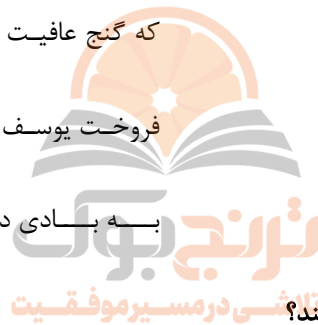 که گنج عافیت
فروخت یوسف
به بادی د
ترنج بوک
تلاشی در مسیر موفقیت
ند؟